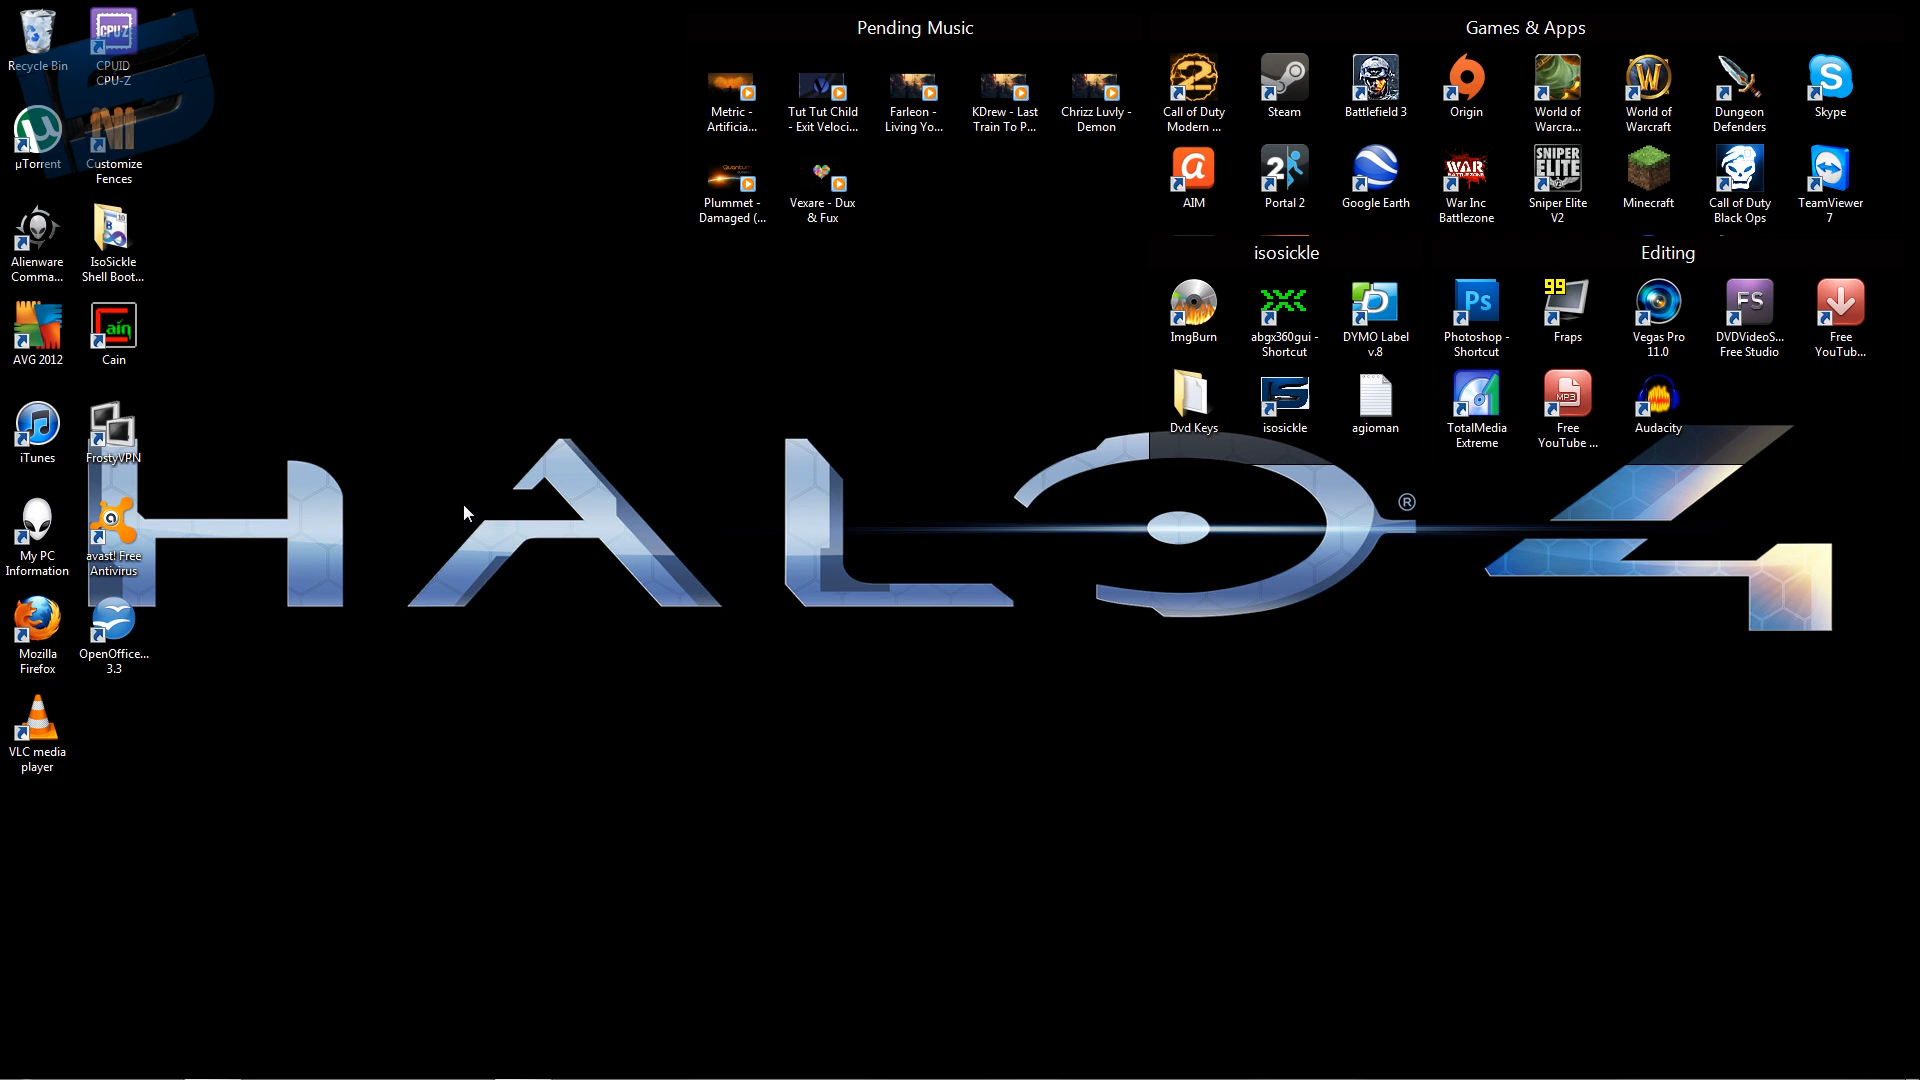 Recycle Bin
CPUID
CPU-Z
µTorrent
Customize
Fences
Alienware
Comma...
IsoSickle
Shell Boot...
AVG 2012
Cain
iTunes
FrostyVPN
My PC
Information
avast! Free
Antivirus
Mozilla
Firefox
OpenOffice...
3.3
VLC media
player
Pending Music
Metric -
Artificia...
Tut Tut Child
- Exit Veloci...
Farleon -
Living Yo...
KDrew - Last
Train To P...
Chrizz Luvly -
Demon
Plummet -
Damaged (...
Vexare - Dux
& Fux
Games & Apps
Call of Duty
Modern ...
Steam
Battlefield 3
Origin
World of
Warcra...
World of
Warcraft
Dungeon
Defenders
Skype
AIM
Portal 2
Google Earth
War Inc
Battlezone
Sniper Elite
V2
Minecraft
Call of Duty
Black Ops
TeamViewer
7
isosickle
ImgBurn
abgx360gui -
Shortcut
DYMO Label
v.8
Dvd Keys
isosickle
agioman
Editing
Photoshop -
Shortcut
Fraps
Vegas Pro
11.0
DVDVideoS...
Free Studio
Free
YouTub...
TotalMedia
Extreme
Free
YouTube ...
Audacity
HALO 4
®